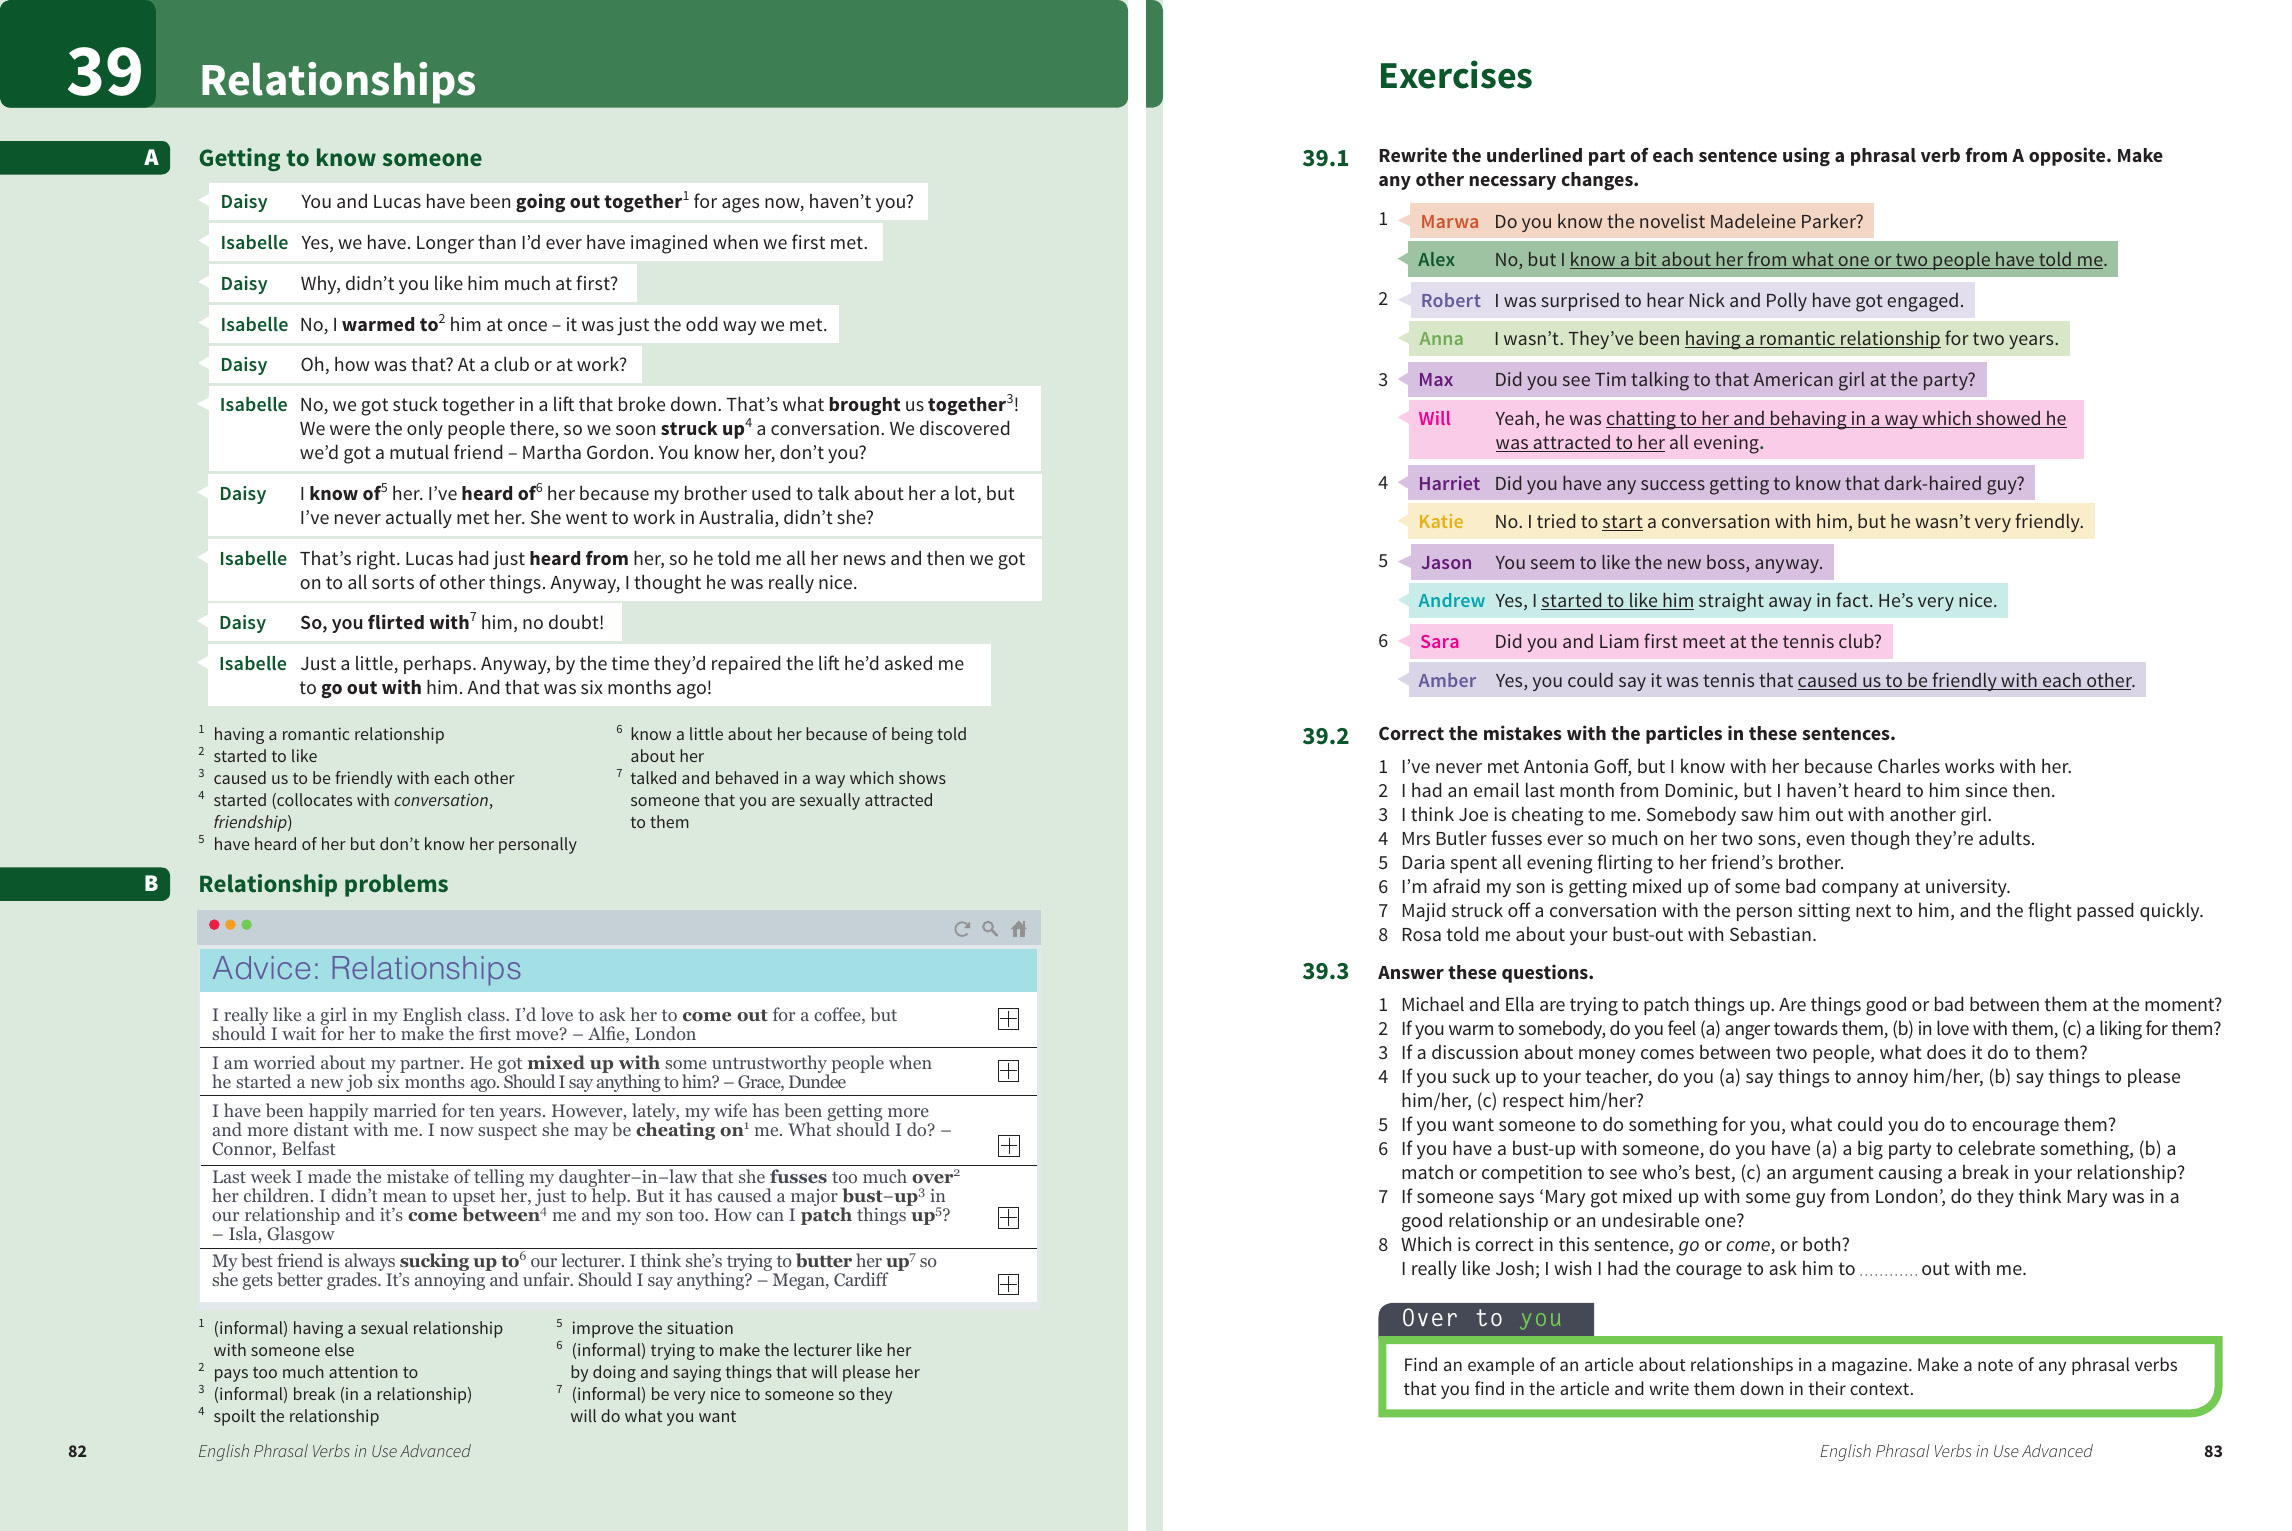 39
Relationships
A
Getting to know someone
Daisy You and Lucas have been going out together¹ for ages now, haven't you?
Isabelle Yes, we have. Longer than I'd ever have imagined when we first met.
Daisy Why, didn't you like him much at first?
Isabelle No, I warmed to² him at once – it was just the odd way we met.
Daisy Oh, how was that? At a club or at work?
Isabelle No, we got stuck together in a lift that broke down. That's what brought us together³!
We were the only people there, so we soon struck up⁴ a conversation. We discovered
we'd got a mutual friend – Martha Gordon. You know her, don't you?
Daisy I know of⁵ her. I've heard of⁶ her because my brother used to talk about her a lot, but
I've never actually met her. She went to work in Australia, didn't she?
Isabelle That's right. Lucas had just heard from her, so he told me all her news and then we got
on to all sorts of other things. Anyway, I thought he was really nice.
Daisy So, you flirted with⁷ him, no doubt!
Isabelle Just a little, perhaps. Anyway, by the time they'd repaired the lift he'd asked me
to go out with him. And that was six months ago!
¹ having a romantic relationship
² started to like
³ caused us to be friendly with each other
⁴ started (collocates with conversation,
friendship)
⁵ have heard of her but don't know her personally
⁶ know a little about her because of being told
about her
⁷ talked and behaved in a way which shows
someone that you are sexually attracted
to them
B
Relationship problems
Advice: Relationships
I really like a girl in my English class. I'd love to ask her to come out for a coffee, but
should I wait for her to make the first move? – Alfie, London
I am worried about my partner. He got mixed up with some untrustworthy people when
he started a new job six months ago. Should I say anything to him? – Grace, Dundee
I have been happily married for ten years. However, lately, my wife has been getting more
and more distant with me. I now suspect she may be cheating on¹ me. What should I do? –
Connor, Belfast
Last week I made the mistake of telling my daughter–in–law that she fusses too much over²
her children. I didn't mean to upset her, just to help. But it has caused a major bust–up³ in
our relationship and it's come between⁴ me and my son too. How can I patch things up⁵?
– Isla, Glasgow
My best friend is always sucking up to⁶ our lecturer. I think she's trying to butter her up⁷ so
she gets better grades. It's annoying and unfair. Should I say anything? – Megan, Cardiff
¹ (informal) having a sexual relationship
with someone else
² pays too much attention to
³ (informal) break (in a relationship)
⁴ spoilt the relationship
⁵ improve the situation
⁶ (informal) trying to make the lecturer like her
by doing and saying things that will please her
⁷ (informal) be very nice to someone so they
will do what you want
82
English Phrasal Verbs in Use Advanced
Exercises
39.1 Rewrite the underlined part of each sentence using a phrasal verb from A opposite. Make
any other necessary changes.
1 Marwa Do you know the novelist Madeleine Parker?
Alex No, but I know a bit about her from what one or two people have told me.
2 Robert I was surprised to hear Nick and Polly have got engaged.
Anna I wasn't. They've been having a romantic relationship for two years.
3 Max Did you see Tim talking to that American girl at the party?
Will Yeah, he was chatting to her and behaving in a way which showed he
was attracted to her all evening.
4 Harriet Did you have any success getting to know that dark-haired guy?
Katie No. I tried to start a conversation with him, but he wasn't very friendly.
5 Jason You seem to like the new boss, anyway.
Andrew Yes, I started to like him straight away in fact. He's very nice.
6 Sara Did you and Liam first meet at the tennis club?
Amber Yes, you could say it was tennis that caused us to be friendly with each other.
39.2 Correct the mistakes with the particles in these sentences.
1 I've never met Antonia Goff, but I know with her because Charles works with her.
2 I had an email last month from Dominic, but I haven't heard to him since then.
3 I think Joe is cheating to me. Somebody saw him out with another girl.
4 Mrs Butler fusses ever so much on her two sons, even though they're adults.
5 Daria spent all evening flirting to her friend's brother.
6 I'm afraid my son is getting mixed up of some bad company at university.
7 Majid struck off a conversation with the person sitting next to him, and the flight passed quickly.
8 Rosa told me about your bust-out with Sebastian.
39.3 Answer these questions.
1 Michael and Ella are trying to patch things up. Are things good or bad between them at the moment?
2 If you warm to somebody, do you feel (a) anger towards them, (b) in love with them, (c) a liking for them?
3 If a discussion about money comes between two people, what does it do to them?
4 If you suck up to your teacher, do you (a) say things to annoy him/her, (b) say things to please
him/her, (c) respect him/her?
5 If you want someone to do something for you, what could you do to encourage them?
6 If you have a bust-up with someone, do you have (a) a big party to celebrate something, (b) a
match or competition to see who's best, (c) an argument causing a break in your relationship?
7 If someone says 'Mary got mixed up with some guy from London', do they think Mary was in a
good relationship or an undesirable one?
8 Which is correct in this sentence, go or come, or both?
I really like Josh; I wish I had the courage to ask him to ............ out with me.
Over to you
Find an example of an article about relationships in a magazine. Make a note of any phrasal verbs
that you find in the article and write them down in their context.
English Phrasal Verbs in Use Advanced
83